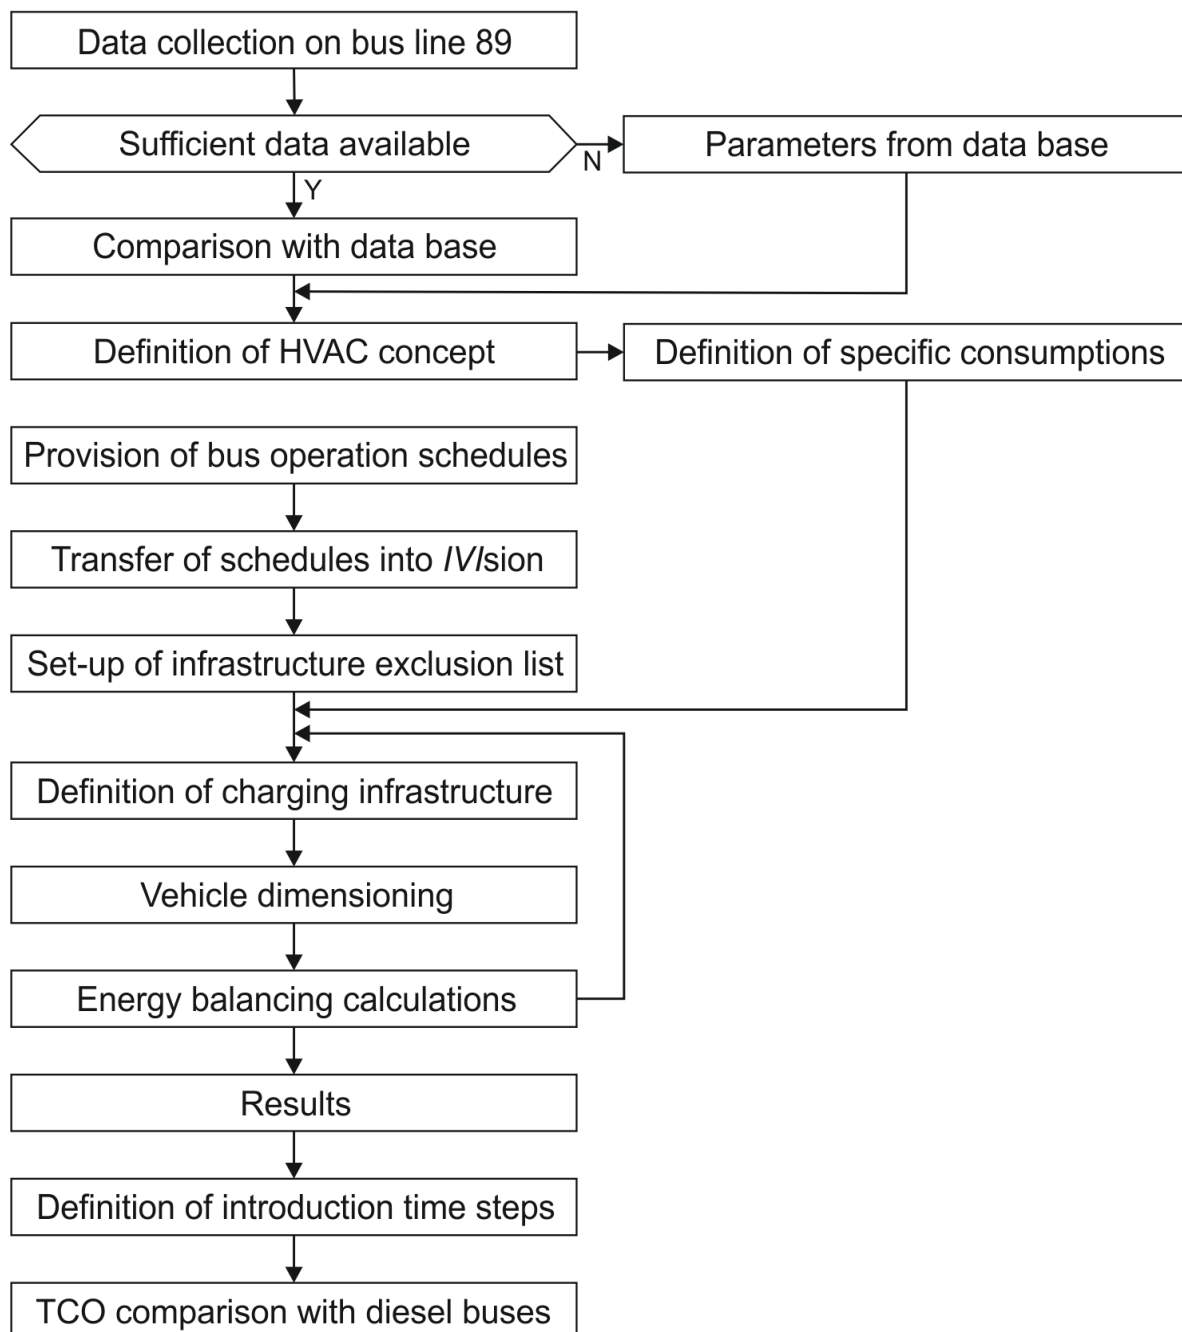 Data collection on bus line 89
Sufficient data available
N
Parameters from data base
Y
Comparison with data base
Definition of HVAC concept
Definition of specific consumptions
Provision of bus operation schedules
Transfer of schedules into IVIsion
Set-up of infrastructure exclusion list
Definition of charging infrastructure
Vehicle dimensioning
Energy balancing calculations
Results
Definition of introduction time steps
TCO comparison with diesel buses